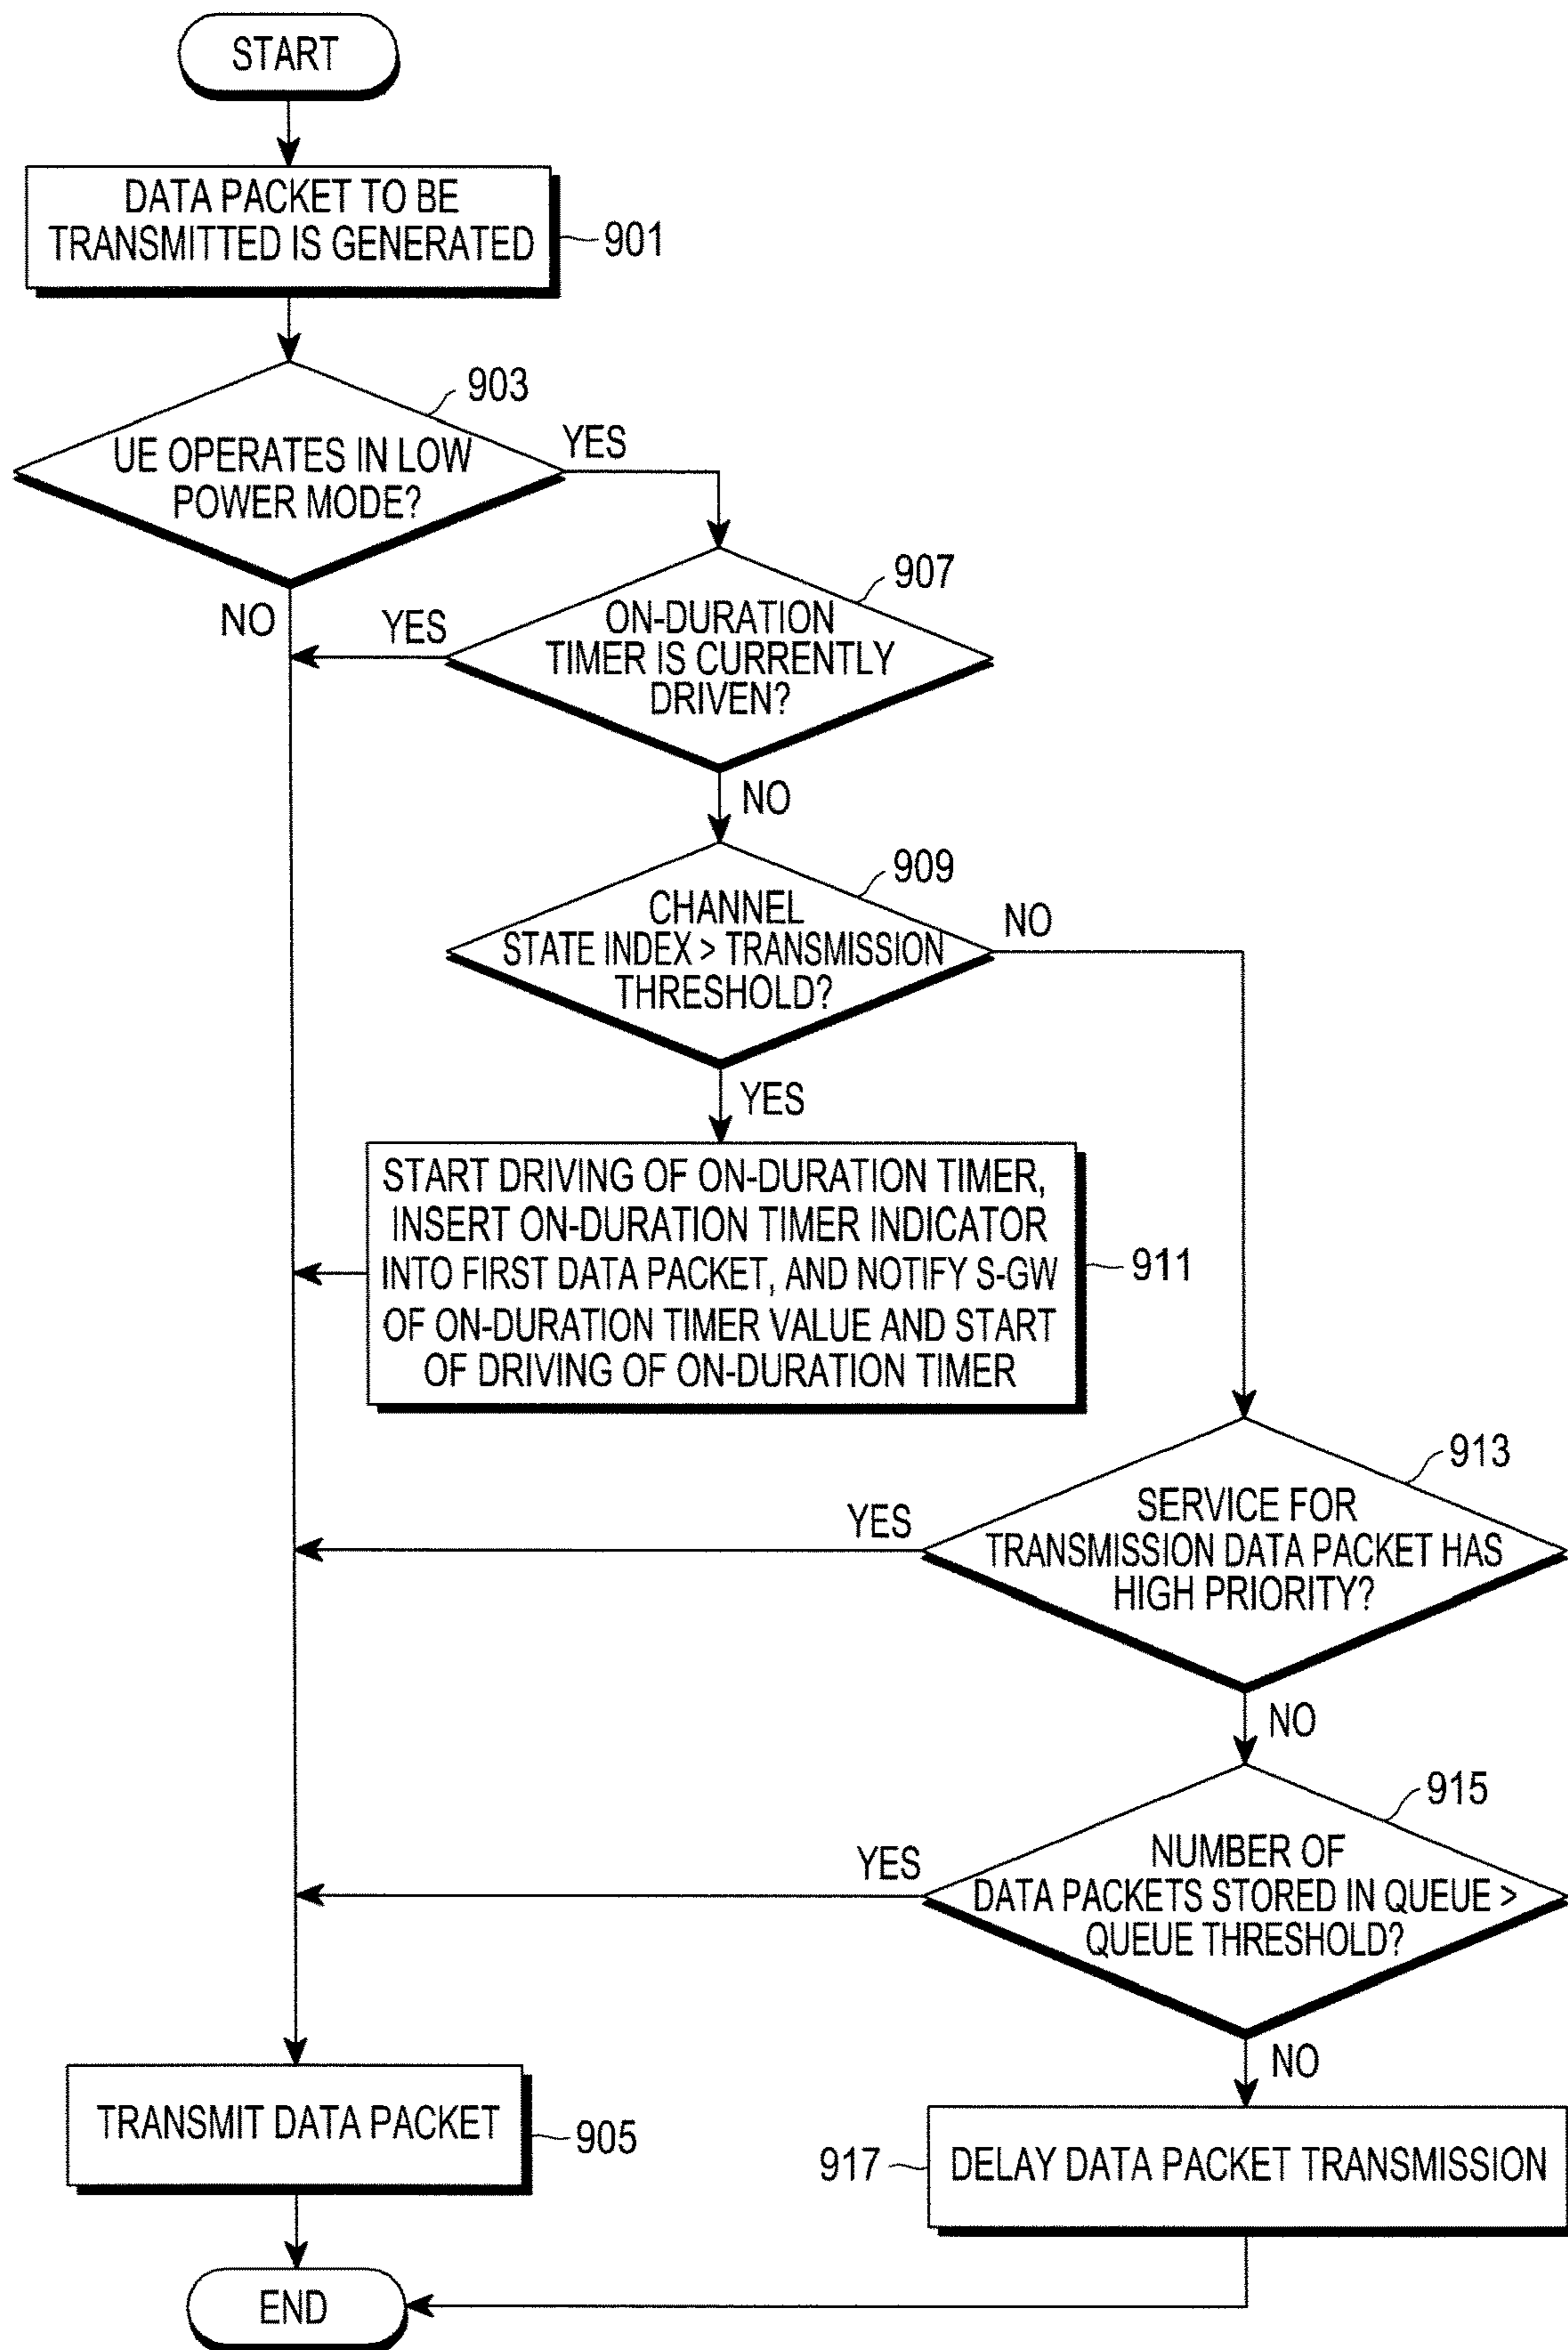 START
DATA PACKET TO BE
TRANSMITTED IS GENERATED
901
903
UE OPERATES IN LOW
POWER MODE?
YES
NO
907
ON-DURATION
TIMER IS CURRENTLY
DRIVEN?
YES
NO
909
CHANNEL
STATE INDEX > TRANSMISSION
THRESHOLD?
NO
YES
START DRIVING OF ON-DURATION TIMER,
INSERT ON-DURATION TIMER INDICATOR
INTO FIRST DATA PACKET, AND NOTIFY S-GW
OF ON-DURATION TIMER VALUE AND START
OF DRIVING OF ON-DURATION TIMER
911
913
SERVICE FOR
TRANSMISSION DATA PACKET HAS
HIGH PRIORITY?
YES
NO
915
NUMBER OF
DATA PACKETS STORED IN QUEUE >
QUEUE THRESHOLD?
YES
NO
TRANSMIT DATA PACKET
905
917
DELAY DATA PACKET TRANSMISSION
END